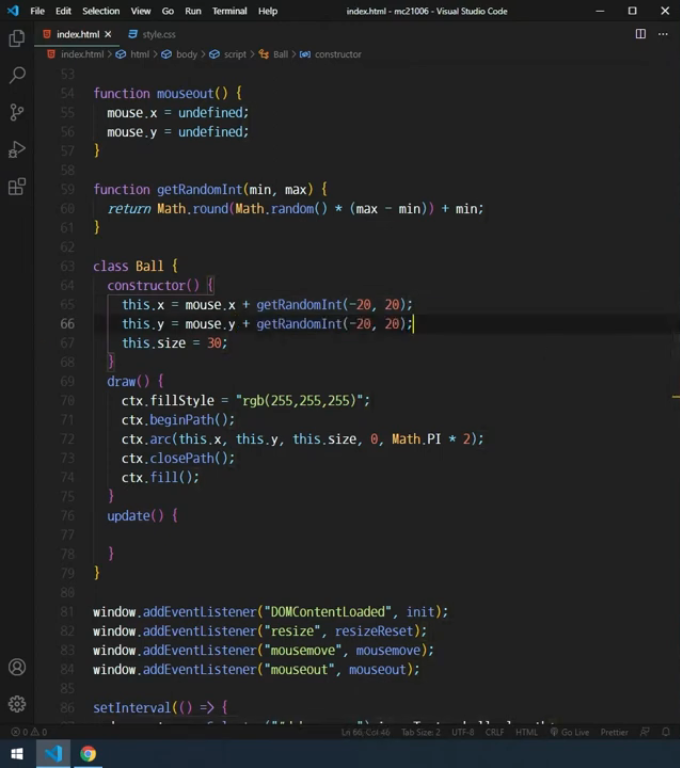 File Edit Selection View Go Run Terminal Help index.html - mc21006 - Visual Studio Code
index.html style.css
index.html > html > body > script > Ball > constructor
53
54 function mouseout() {
55 mouse.x = undefined;
56 mouse.y = undefined;
57 }
58
59 function getRandomInt(min, max) {
60 return Math.round(Math.random() * (max - min)) + min;
61 }
62
63 class Ball {
64 constructor() {
65 this.x = mouse.x + getRandomInt(-20, 20);
66 this.y = mouse.y + getRandomInt(-20, 20);
67 this.size = 30;
68 }
69 draw() {
70 ctx.fillStyle = "rgb(255,255,255)";
71 ctx.beginPath();
72 ctx.arc(this.x, this.y, this.size, 0, Math.PI * 2);
73 ctx.closePath();
74 ctx.fill();
75 }
76 update() {
77
78 }
79 }
80
81 window.addEventListener("DOMContentLoaded", init);
82 window.addEventListener("resize", resizeReset);
83 window.addEventListener("mousemove", mousemove);
84 window.addEventListener("mouseout", mouseout);
85
86 setInterval(() => {
0 0 Ln 66, Col 46 Tab Size: 2 UTF-8 CRLF HTML Go Live Prettier